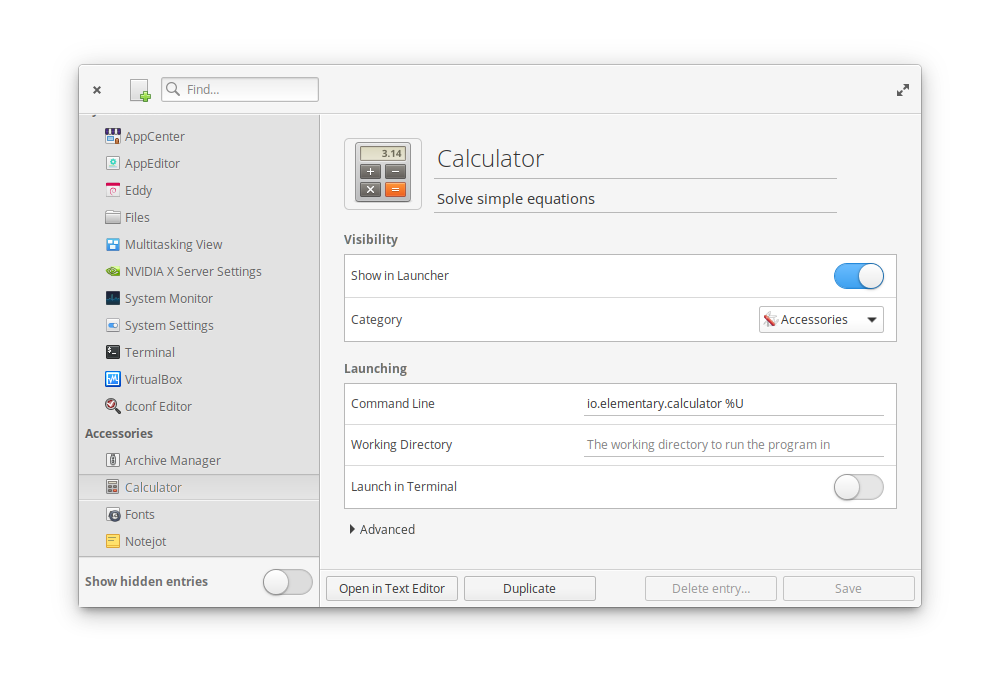 Find...
AppCenter
AppEditor
Eddy
Files
Multitasking View
NVIDIA X Server Settings
System Monitor
System Settings
Terminal
VirtualBox
dconf Editor
Accessories
Archive Manager
Calculator
Fonts
Notejot
Show hidden entries
3.14
Calculator
Solve simple equations
Visibility
Show in Launcher
Category
Accessories
Launching
Command Line
io.elementary.calculator %U
Working Directory
The working directory to run the program in
Launch in Terminal
Advanced
Open in Text Editor
Duplicate
Delete entry...
Save